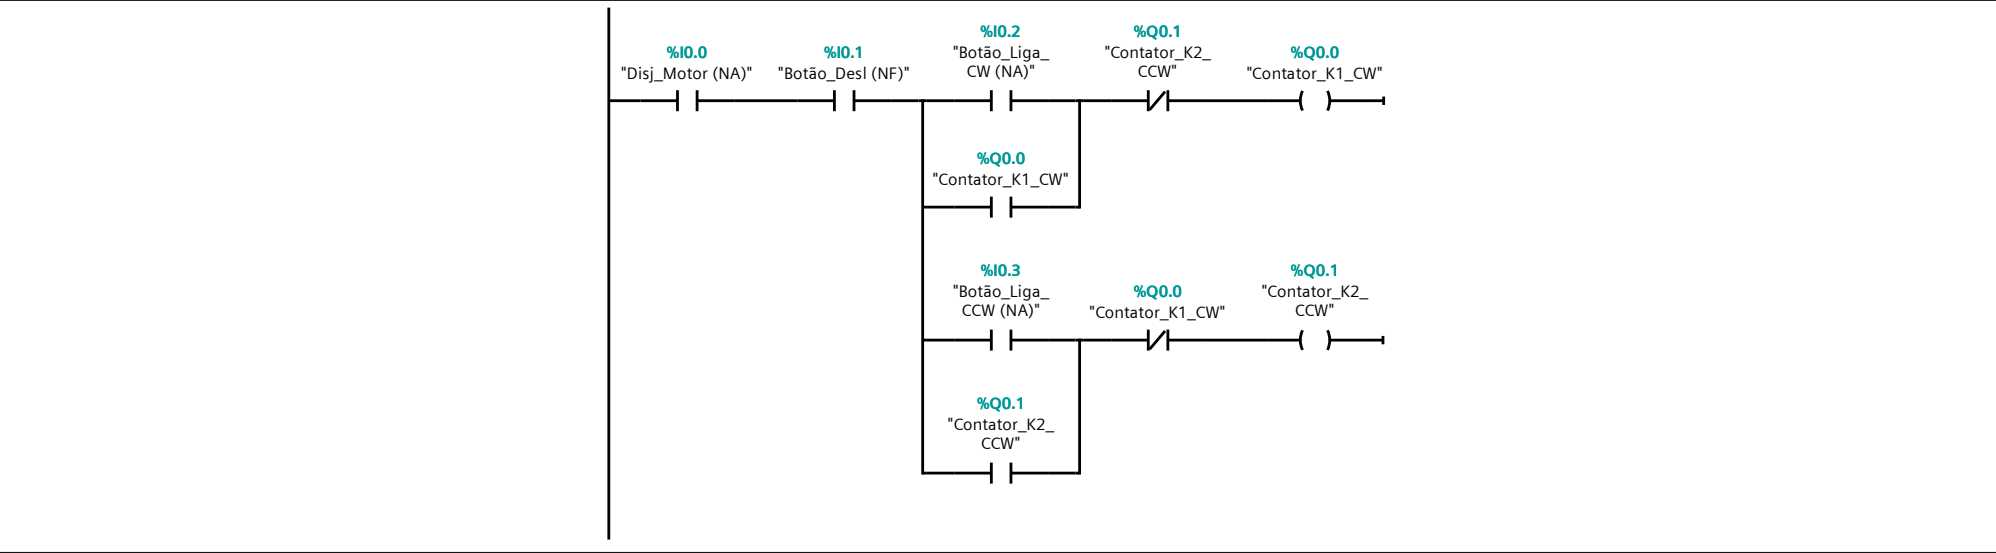 %I0.0
"Disj_Motor (NA)"
%I0.1
"Botão_Desl (NF)"
%I0.2
"Botão_Liga_
CW (NA)"
%Q0.1
"Contator_K2_
CCW"
%Q0.0
"Contator_K1_CW"
%Q0.0
"Contator_K1_CW"
%I0.3
"Botão_Liga_
CCW (NA)"
%Q0.0
"Contator_K1_CW"
%Q0.1
"Contator_K2_
CCW"
%Q0.1
"Contator_K2_
CCW"